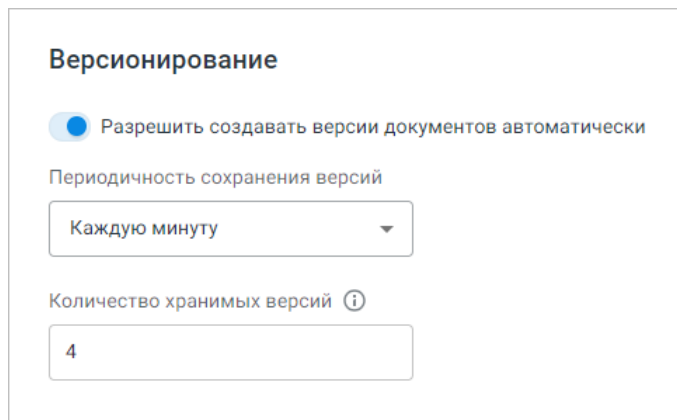 Версионирование
Разрешить создавать версии документов автоматически
Периодичность сохранения версий
Каждую минуту
Количество хранимых версий
4